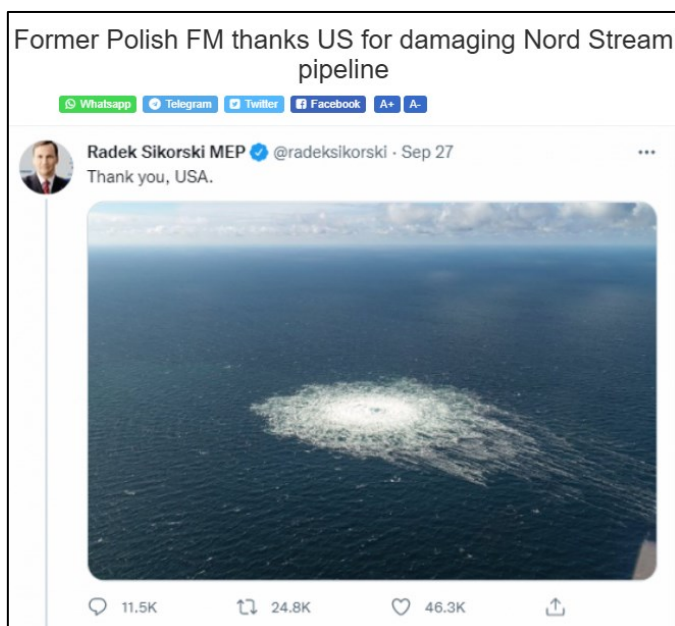 Former Polish FM thanks US for damaging Nord Stream
pipeline
Whatsapp Telegram Twitter Facebook A+ A-
Radek Sikorski MEP @radeksikorski · Sep 27
Thank you, USA.
11.5K 24.8K 46.3K